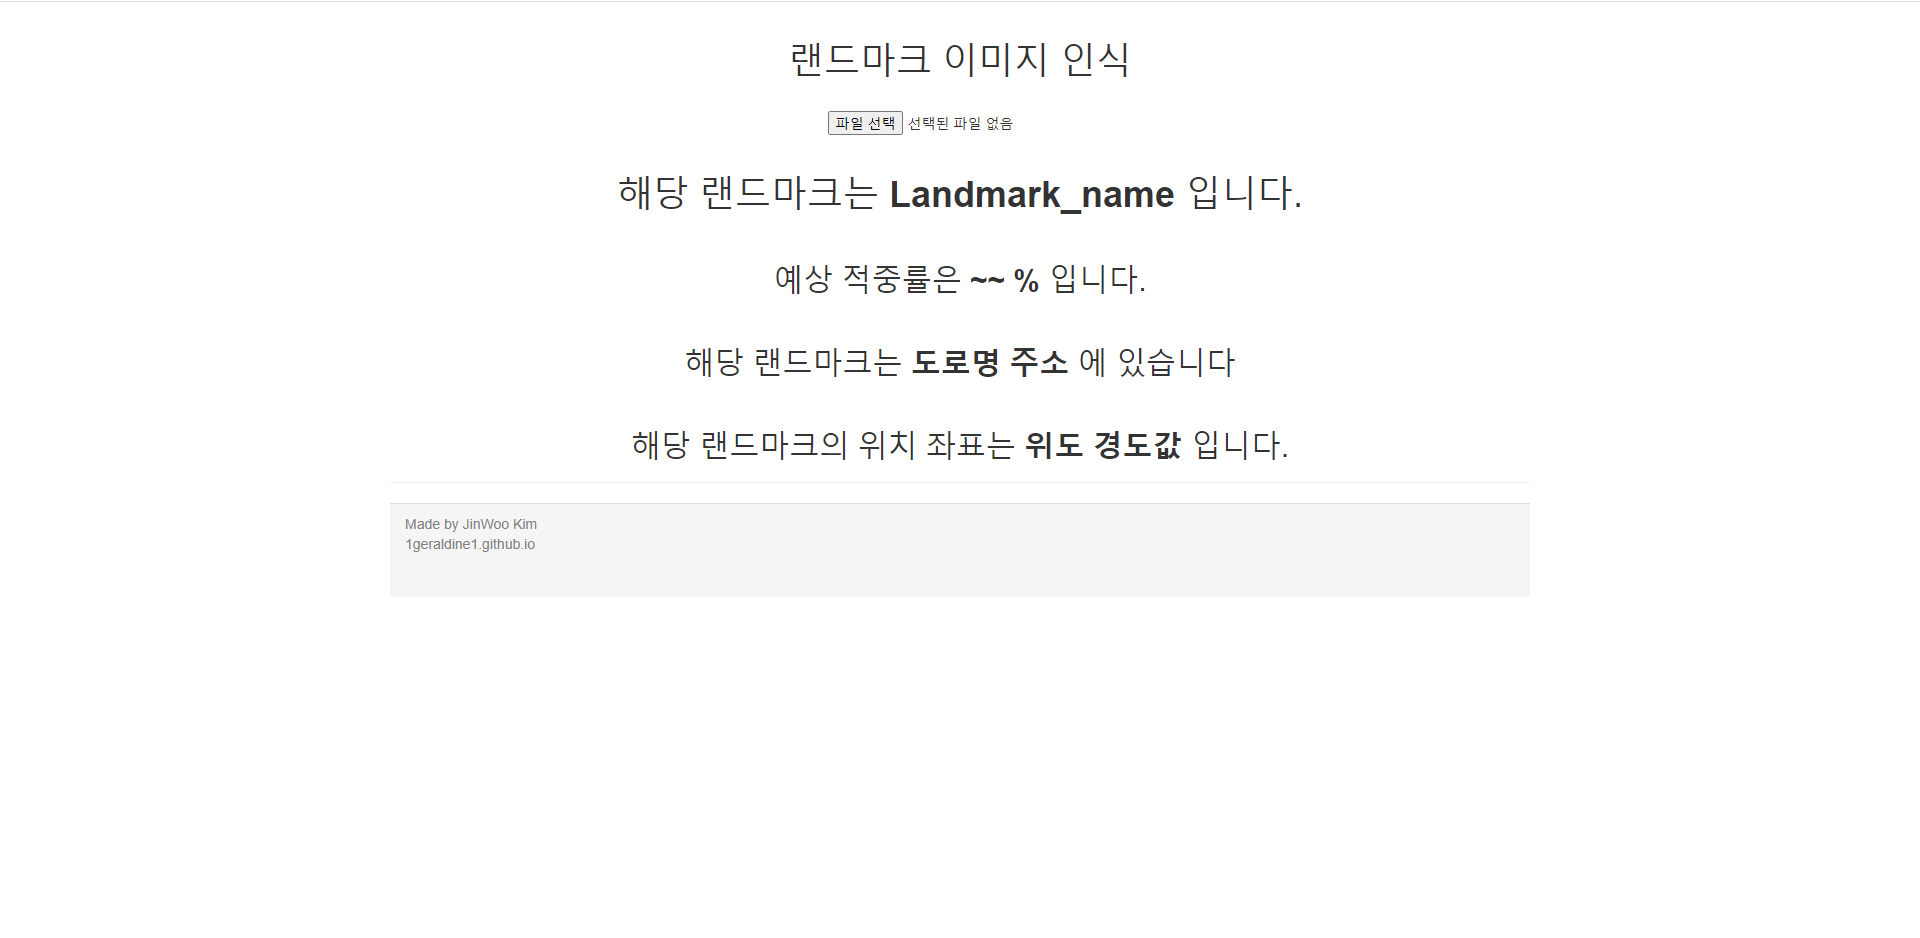 랜드마크 이미지 인식
파일 선택 선택된 파일 없음
해당 랜드마크는 Landmark_name 입니다.
예상 적중률은 ~~ % 입니다.
해당 랜드마크는 도로명 주소 에 있습니다
해당 랜드마크의 위치 좌표는 위도 경도값 입니다.
Made by JinWoo Kim
1geraldine1.github.io